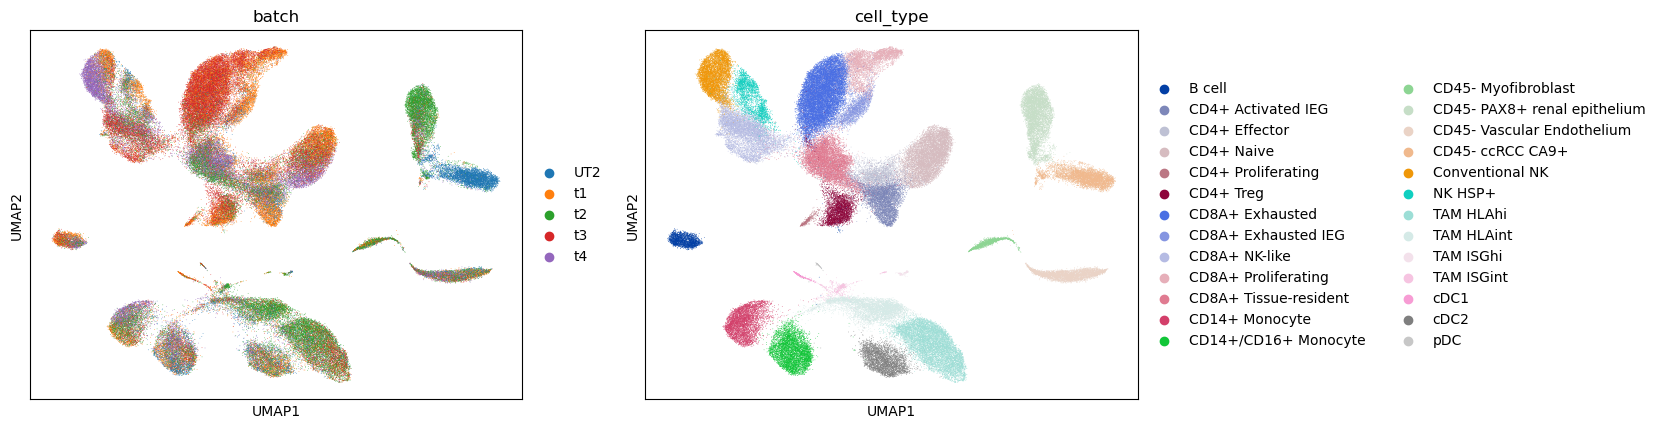 batch
UMAP2
UMAP1
UT2
t1
t2
t3
t4
cell_type
UMAP2
UMAP1
B cell
CD4+ Activated IEG
CD4+ Effector
CD4+ Naive
CD4+ Proliferating
CD4+ Treg
CD8A+ Exhausted
CD8A+ Exhausted IEG
CD8A+ NK-like
CD8A+ Proliferating
CD8A+ Tissue-resident
CD14+ Monocyte
CD14+/CD16+ Monocyte
CD45- Myofibroblast
CD45- PAX8+ renal epithelium
CD45- Vascular Endothelium
CD45- ccRCC CA9+
Conventional NK
NK HSP+
TAM HLAhi
TAM HLAint
TAM ISGhi
TAM ISGint
cDC1
cDC2
pDC